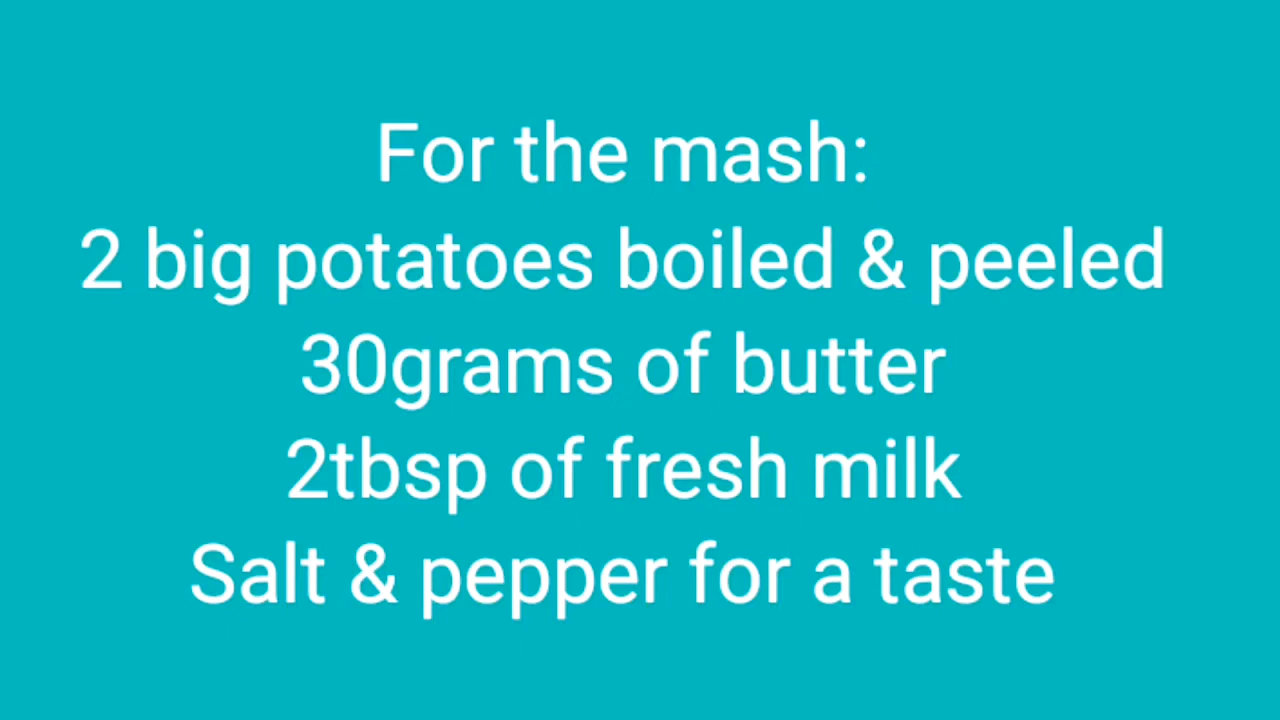 For the mash:
2 big potatoes boiled & peeled
30grams of butter
2tbsp of fresh milk
Salt & pepper for a taste